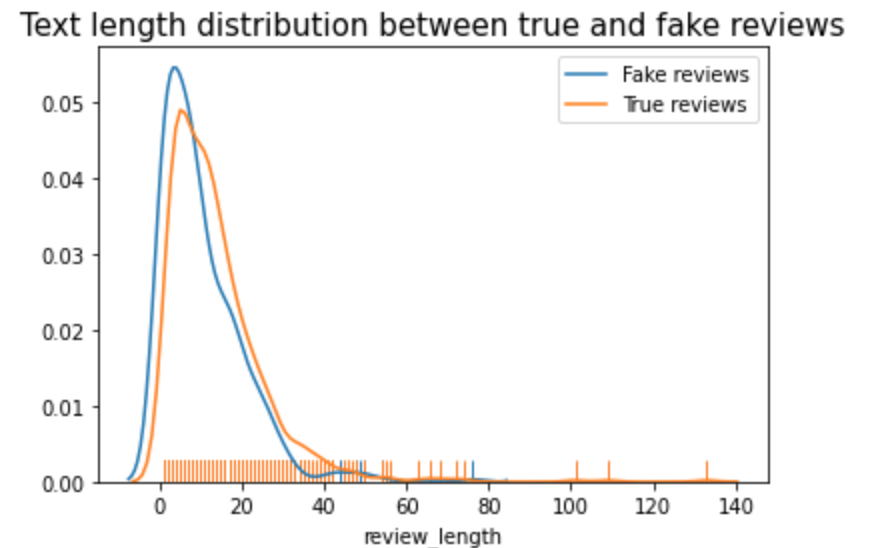 Text length distribution between true and fake reviews
Fake reviews
True reviews
0.05
0.04
0.03
0.02
0.01
0.00
0 20 40 60 80 100 120 140
review_length